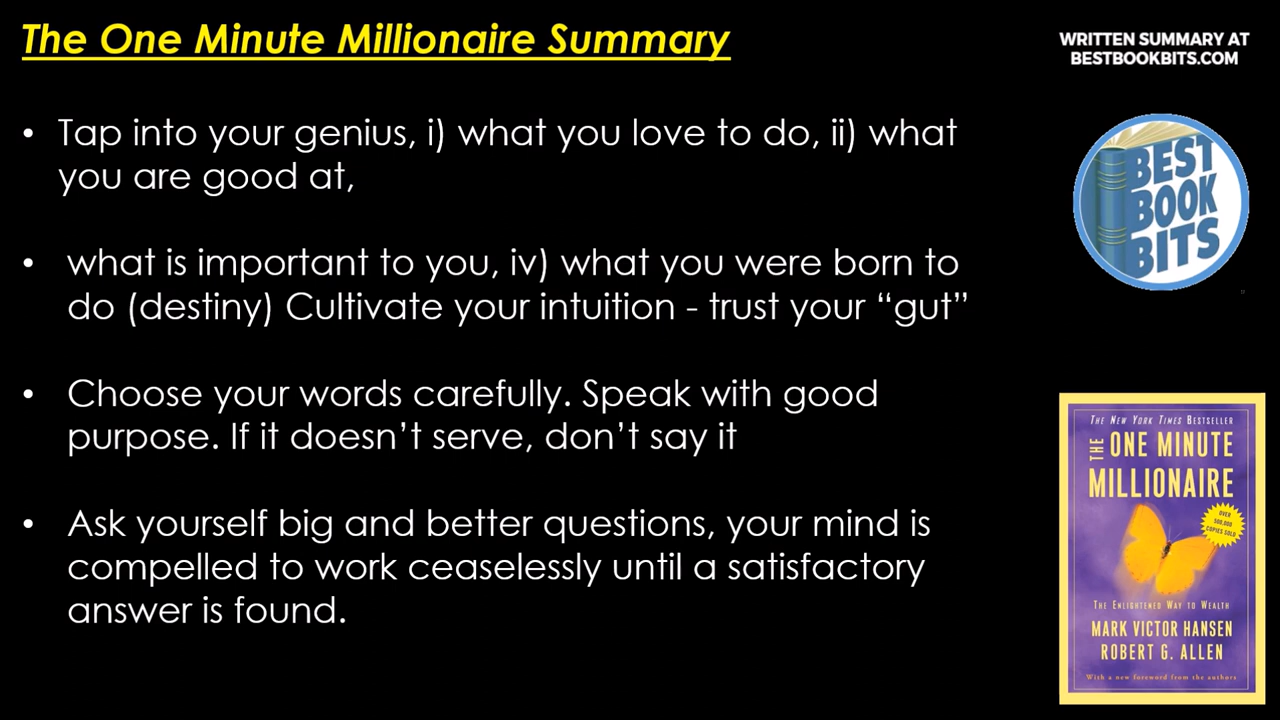 The One Minute Millionaire Summary
WRITTEN SUMMARY AT
BESTBOOKBITS.COM
• Tap into your genius, i) what you love to do, ii) what
you are good at,
• what is important to you, iv) what you were born to
do (destiny) Cultivate your intuition - trust your “gut”
• Choose your words carefully. Speak with good
purpose. If it doesn’t serve, don’t say it
• Ask yourself big and better questions, your mind is
compelled to work ceaselessly until a satisfactory
answer is found.
BEST
BOOK
BITS
THE NEW YORK TIMES BESTSELLER
THE ONE MINUTE
MILLIONAIRE
OVER
500,000
COPIES SOLD
THE ENLIGHTENED WAY TO WEALTH
MARK VICTOR HANSEN
ROBERT G. ALLEN
With a new foreword from the authors